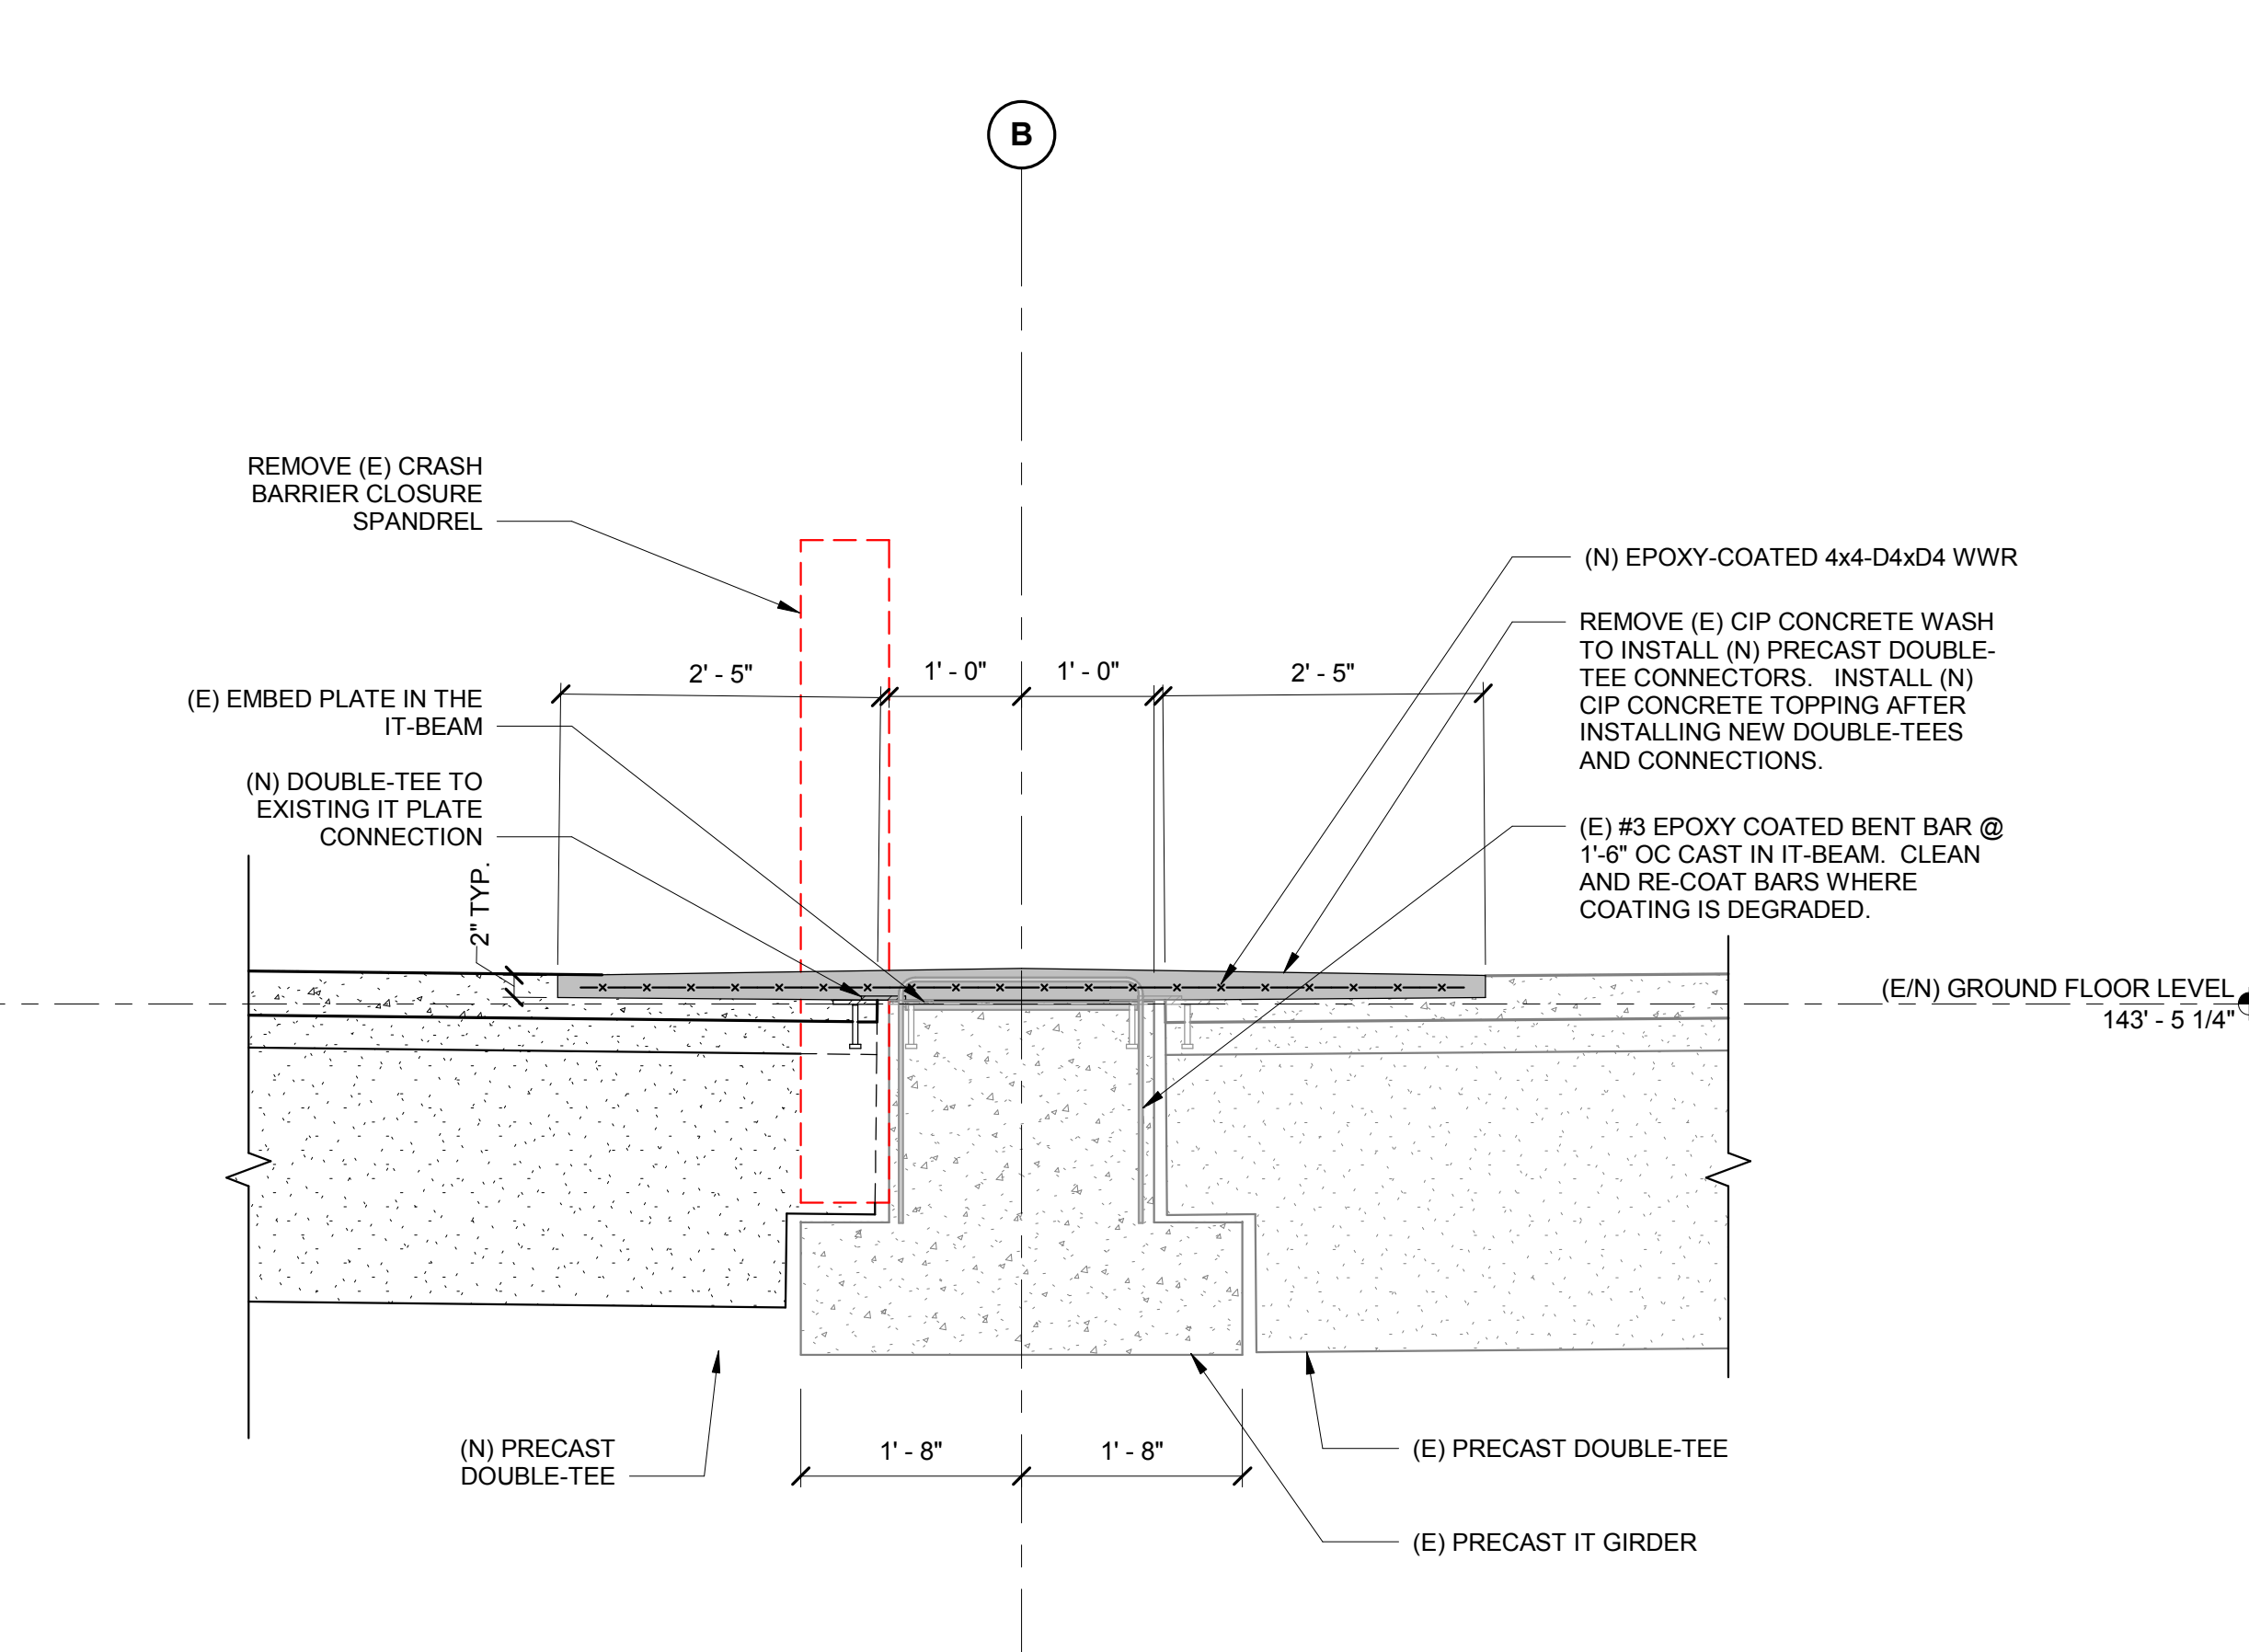 B
REMOVE (E) CRASH
BARRIER CLOSURE
SPANDREL
(N) EPOXY-COATED 4x4-D4xD4 WWR
REMOVE (E) CIP CONCRETE WASH
TO INSTALL (N) PRECAST DOUBLE-
TEE CONNECTORS.   INSTALL (N)
CIP CONCRETE TOPPING AFTER
INSTALLING NEW DOUBLE-TEES
AND CONNECTIONS.
2' - 5"
1' - 0"
1' - 0"
2' - 5"
(E) EMBED PLATE IN THE
IT-BEAM
(N) DOUBLE-TEE TO
EXISTING IT PLATE
CONNECTION
(E) #3 EPOXY COATED BENT BAR @
1'-6" OC CAST IN IT-BEAM.  CLEAN
AND RE-COAT BARS WHERE
COATING IS DEGRADED.
2" TYP.
(E/N) GROUND FLOOR LEVEL
143' - 5 1/4"
(N) PRECAST
DOUBLE-TEE
1' - 8"
1' - 8"
(E) PRECAST DOUBLE-TEE
(E) PRECAST IT GIRDER